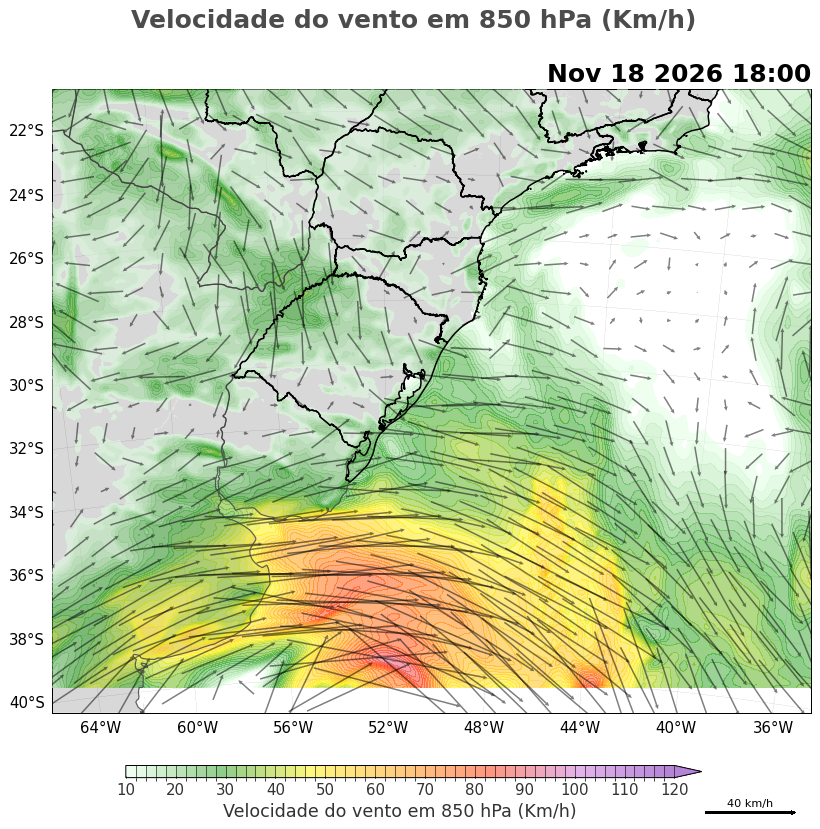 Velocidade do vento em 850 hPa (Km/h)
Nov 18 2026 18:00
22°S
24°S
26°S
28°S
30°S
32°S
34°S
36°S
38°S
40°S
64°W 60°W 56°W 52°W 48°W 44°W 40°W 36°W
10 20 30 40 50 60 70 80 90 100 110 120
Velocidade do vento em 850 hPa (Km/h)
40 km/h